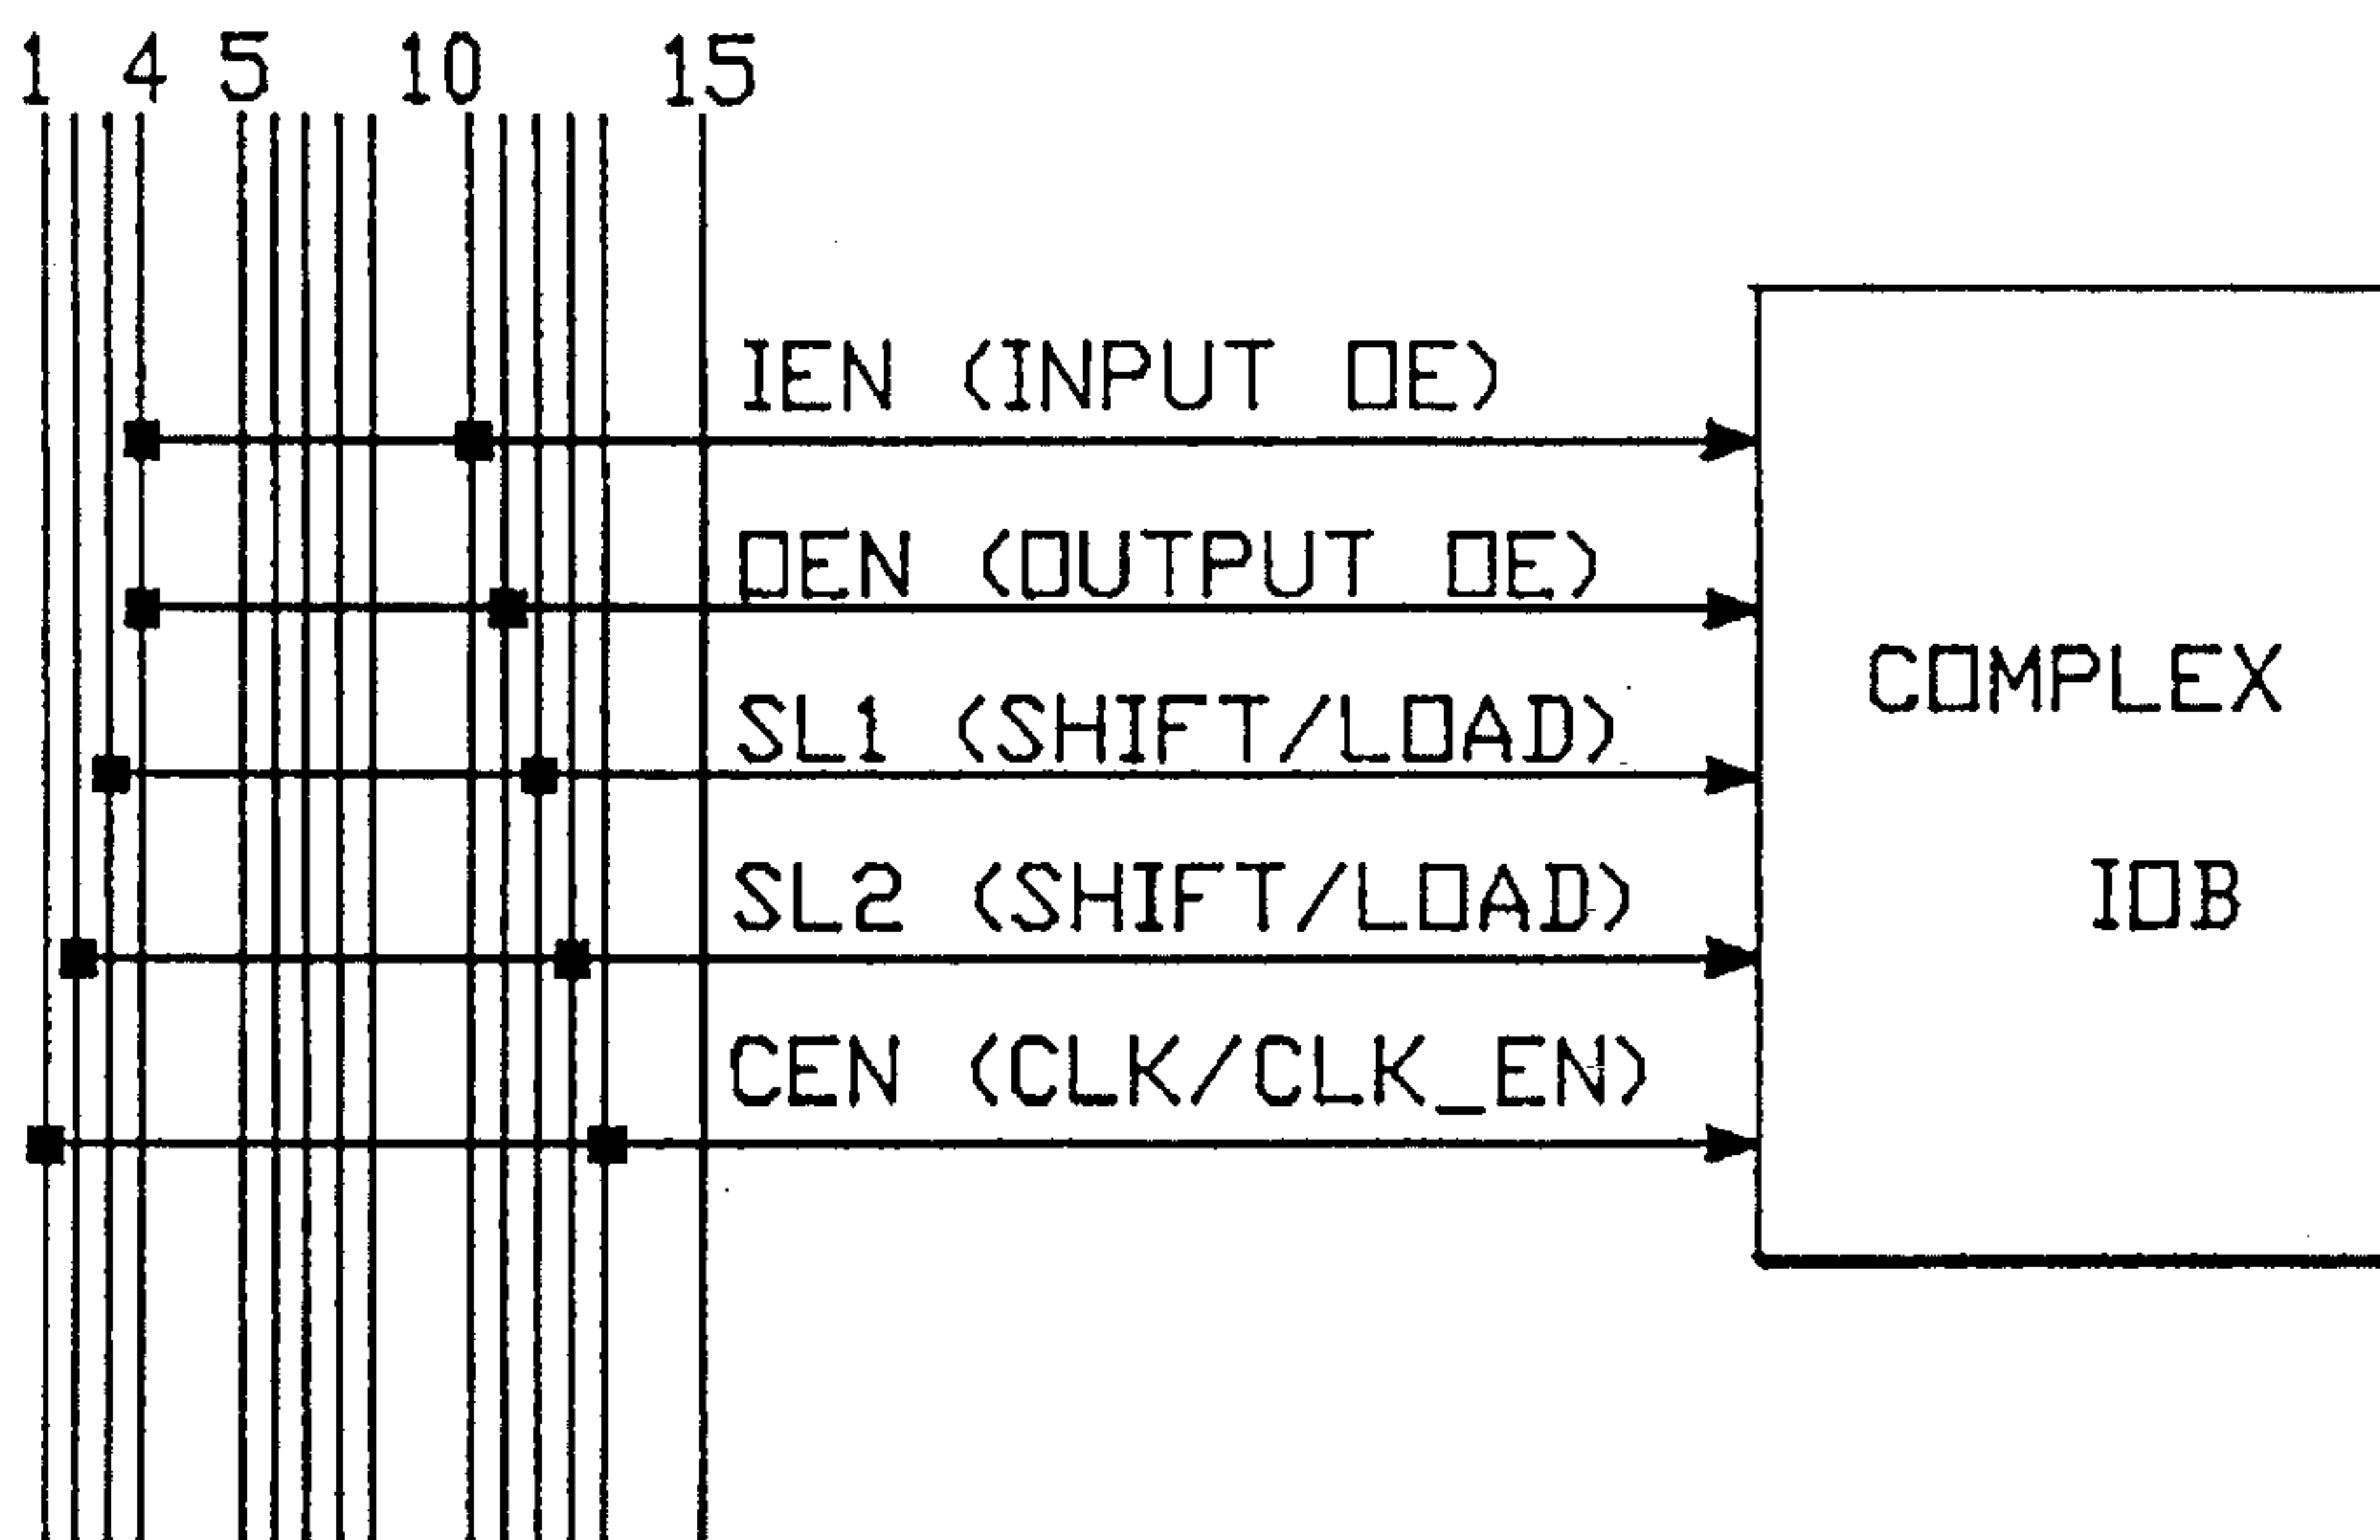 1 4 5 10 15
IEN (INPUT OE)
OEN (OUTPUT OE)
SL1 (SHIFT/LOAD)
COMPLEX
SL2 (SHIFT/LOAD)
IOB
CEN (CLK/CLK_EN)